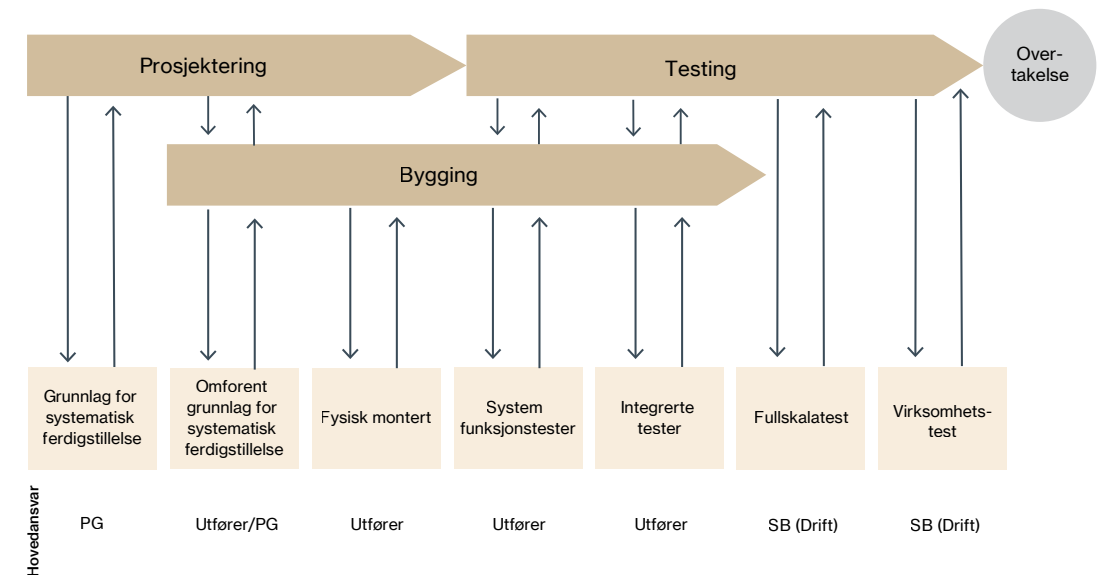 Prosjektering
Testing
Over-
takelse
Bygging
Grunnlag for
systematisk
ferdigstillelse
Omforent
grunnlag for
systematisk
ferdigstillelse
Fysisk montert
System
funksjonstester
Integrerte
tester
Fullskalatest
Virksomhets-
test
Hovedansvar
PG
Utfører/PG
Utfører
Utfører
Utfører
SB (Drift)
SB (Drift)